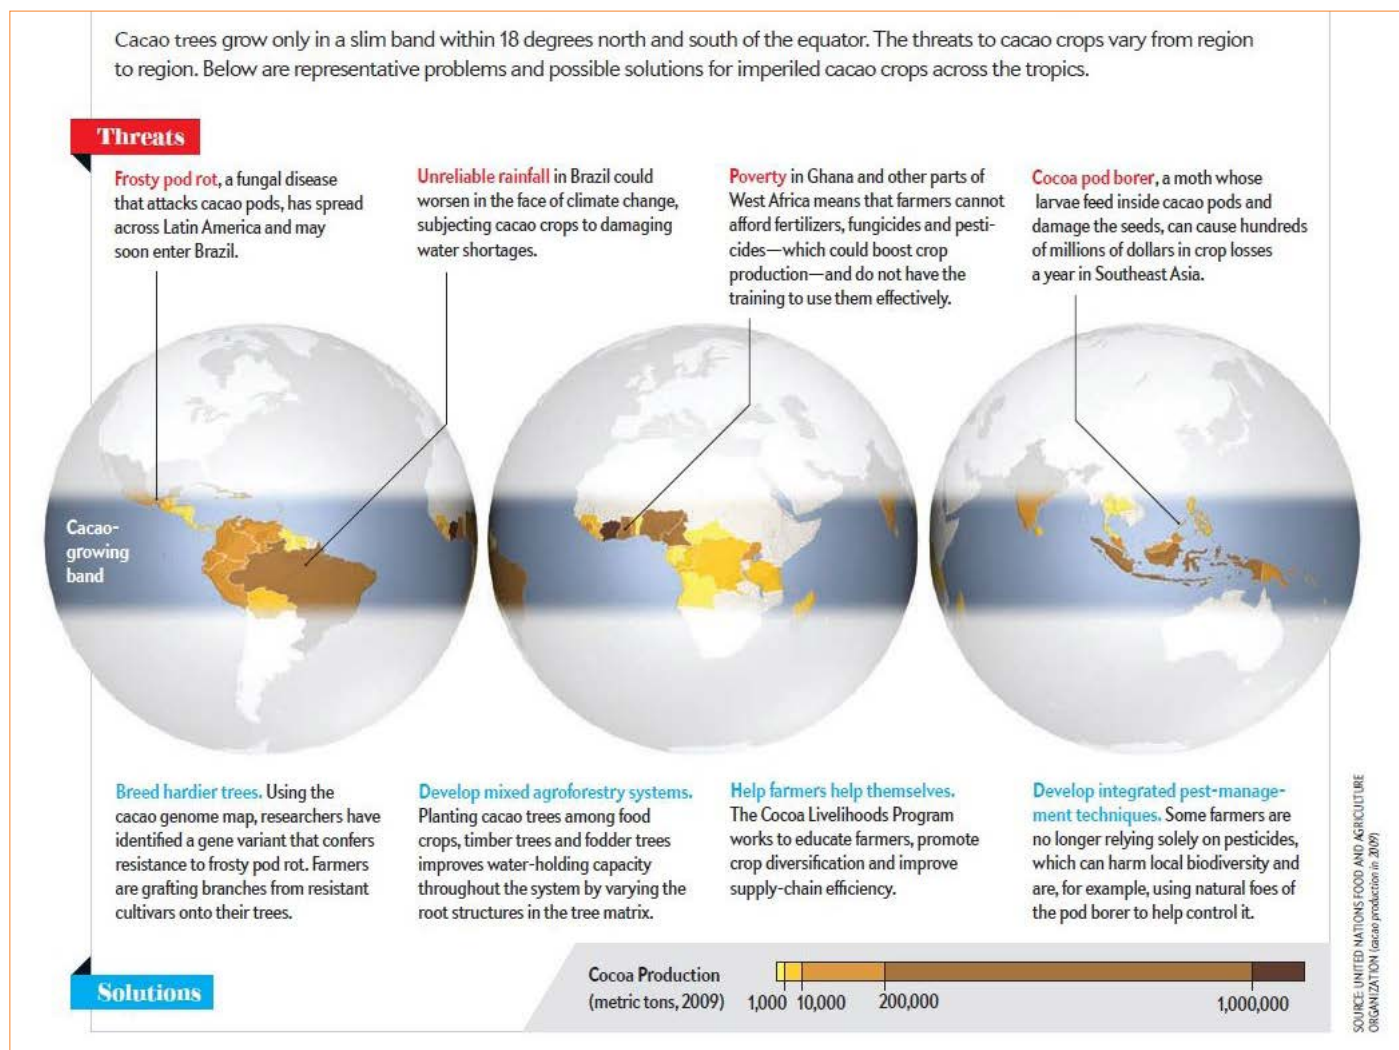 Cacao trees grow only in a slim band within 18 degrees north and south of the equator. The threats to cacao crops vary from region
to region. Below are representative problems and possible solutions for imperiled cacao crops across the tropics.
Threats
Frosty pod rot, a fungal disease
that attacks cacao pods, has spread
across Latin America and may
soon enter Brazil.
Unreliable rainfall in Brazil could
worsen in the face of climate change,
subjecting cacao crops to damaging
water shortages.
Poverty in Ghana and other parts of
West Africa means that farmers cannot
afford fertilizers, fungicides and pesti-
cides—which could boost crop
production—and do not have the
training to use them effectively.
Cocoa pod borer, a moth whose
larvae feed inside cacao pods and
damage the seeds, can cause hundreds
of millions of dollars in crop losses
a year in Southeast Asia.
Cacao-
growing
band
Breed hardier trees. Using the
cacao genome map, researchers have
identified a gene variant that confers
resistance to frosty pod rot. Farmers
are grafting branches from resistant
cultivars onto their trees.
Develop mixed agroforestry systems.
Planting cacao trees among food
crops, timber trees and fodder trees
improves water-holding capacity
throughout the system by varying the
root structures in the tree matrix.
Help farmers help themselves.
The Cocoa Livelihoods Program
works to educate farmers, promote
crop diversification and improve
supply-chain efficiency.
Develop integrated pest-manage-
ment techniques. Some farmers are
no longer relying solely on pesticides,
which can harm local biodiversity and
are, for example, using natural foes of
the pod borer to help control it.
Solutions
Cocoa Production
(metric tons, 2009)
1,000 10,000 200,000 1,000,000
SOURCE: UNITED NATIONS FOOD AND AGRICULTURE
ORGANIZATION (cacao production in 2009)